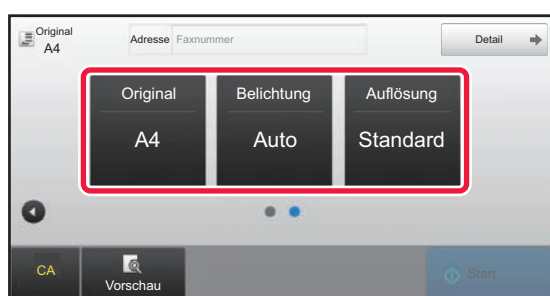 Original
A4
Adresse Faxnummer
Detail
Original
A4
Belichtung
Auto
Auflösung
Standard
CA
Vorschau
Start